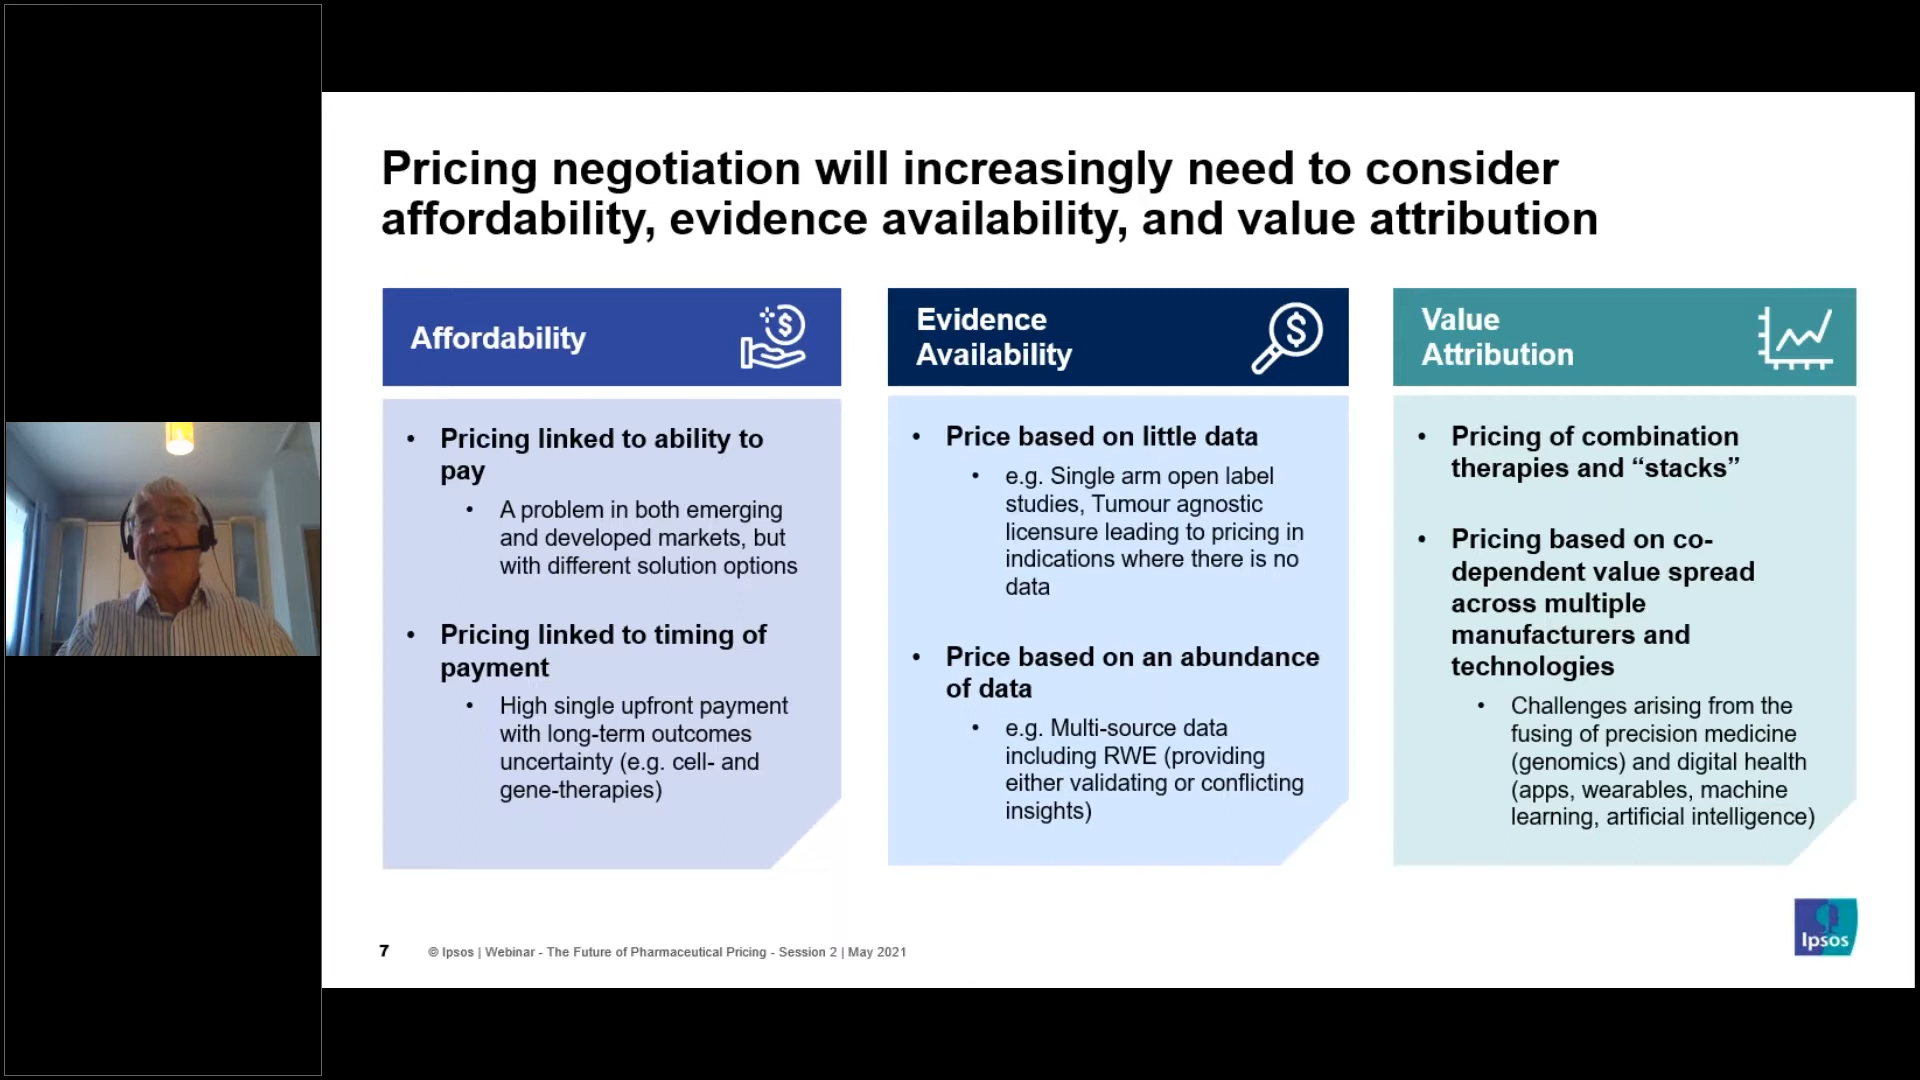 Pricing negotiation will increasingly need to consider
affordability, evidence availability, and value attribution
Affordability
• Pricing linked to ability to
pay
• A problem in both emerging
and developed markets, but
with different solution options
• Pricing linked to timing of
payment
• High single upfront payment
with long-term outcomes
uncertainty (e.g. cell- and
gene-therapies)
Evidence
Availability
• Price based on little data
• e.g. Single arm open label
studies, Tumour agnostic
licensure leading to pricing in
indications where there is no
data
• Price based on an abundance
of data
• e.g. Multi-source data
including RWE (providing
either validating or conflicting
insights)
Value
Attribution
• Pricing of combination
therapies and “stacks”
• Pricing based on co-
dependent value spread
across multiple
manufacturers and
technologies
• Challenges arising from the
fusing of precision medicine
(genomics) and digital health
(apps, wearables, machine
learning, artificial intelligence)
7 © Ipsos | Webinar - The Future of Pharmaceutical Pricing - Session 2 | May 2021
Ipsos